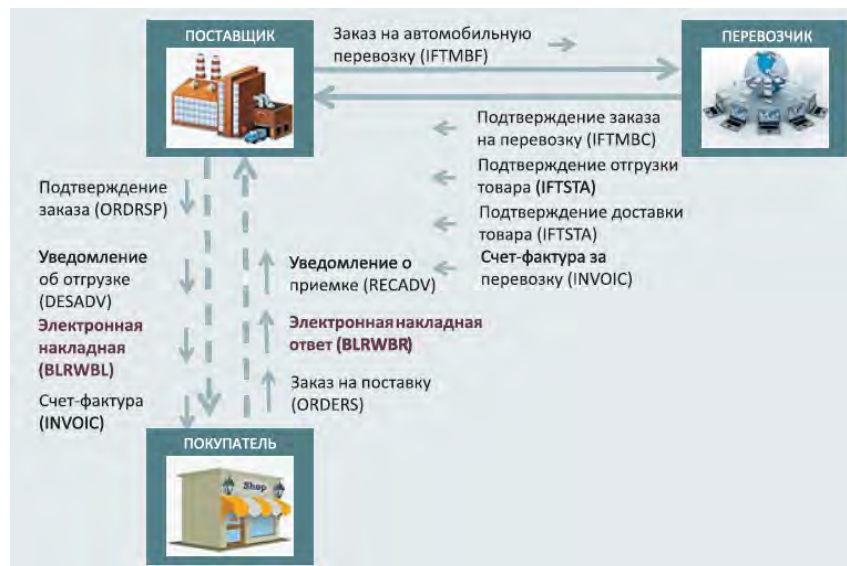 ПОСТАВЩИК
Заказ на автомобильную
перевозку (IFTMBF)
ПЕРЕВОЗЧИК
Подтверждение заказа
на перевозку (IFTMBC)
Подтверждение отгрузки
товара (IFTSTA)
Подтверждение доставки
товара (IFTSTA)
Счет-фактура за
перевозку (INVOIC)
Подтверждение
заказа (ORDRSP)
Уведомление
об отгрузке
(DESADV)
Электронная
накладная
(BLRWBL)
Счет-фактура
(INVOIC)
Уведомление о
приемке (RECADV)
Электронная накладная
ответ (BLRWBR)
Заказ на поставку
(ORDERS)
ПОКУПАТЕЛЬ
Shop